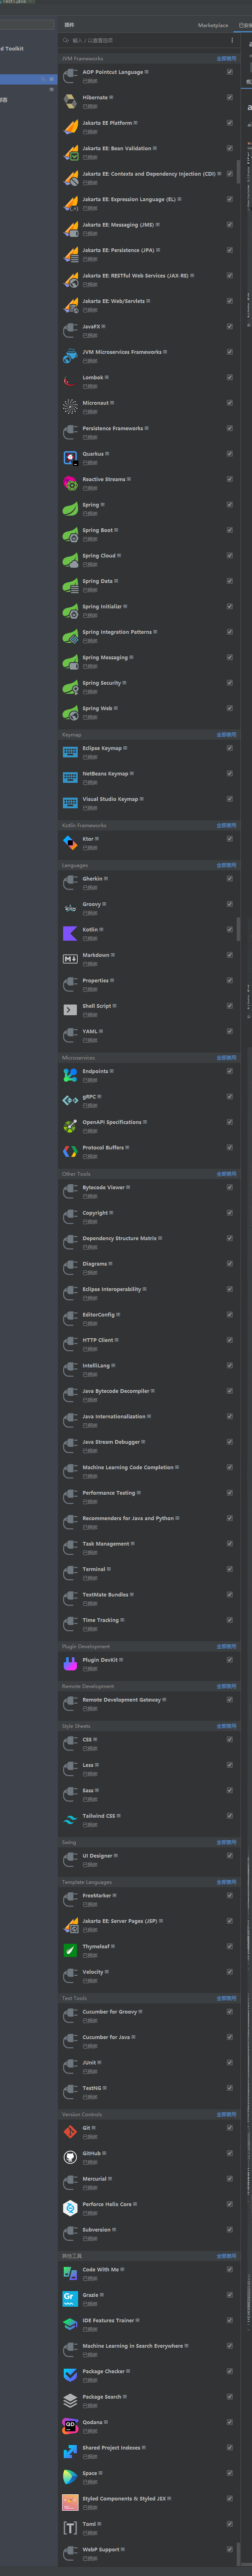 d Toolkit
插件
Marketplace
JVM Frameworks 全部禁用
AOP Pointcut Language
已捆绑
Hibernate
已捆绑
Jakarta EE Platform
已捆绑
Jakarta EE: Bean Validation
已捆绑
Jakarta EE: Contexts and Dependency Injection (CDI)
已捆绑
Jakarta EE: Expression Language (EL)
已捆绑
Jakarta EE: Messaging (JMS)
已捆绑
Jakarta EE: Persistence (JPA)
已捆绑
Jakarta EE: RESTful Web Services (JAX-RS)
已捆绑
Jakarta EE: Web/Servlets
已捆绑
JavaFX
已捆绑
JVM Microservices Frameworks
已捆绑
Lombok
已捆绑
Micronaut
已捆绑
Persistence Frameworks
已捆绑
Quarkus
已捆绑
Reactive Streams
已捆绑
Spring
已捆绑
Spring Boot
已捆绑
Spring Cloud
已捆绑
Spring Data
已捆绑
Spring Initializr
已捆绑
Spring Integration Patterns
已捆绑
Spring Messaging
已捆绑
Spring Security
已捆绑
Spring Web
已捆绑
Keymap 全部禁用
Eclipse Keymap
已捆绑
NetBeans Keymap
已捆绑
Visual Studio Keymap
已捆绑
Kotlin Frameworks 全部禁用
Ktor
已捆绑
Languages 全部禁用
Gherkin
已捆绑
Groovy
已捆绑
Kotlin
已捆绑
Markdown
已捆绑
Properties
已捆绑
Shell Script
已捆绑
YAML
已捆绑
Microservices 全部禁用
Endpoints
已捆绑
gRPC
已捆绑
OpenAPI Specifications
已捆绑
Protocol Buffers
已捆绑
Other Tools 全部禁用
Bytecode Viewer
已捆绑
Copyright
已捆绑
Dependency Structure Matrix
已捆绑
Diagrams
已捆绑
Eclipse Interoperability
已捆绑
EditorConfig
已捆绑
HTTP Client
已捆绑
IntelliLang
已捆绑
Java Bytecode Decompiler
已捆绑
Java Internationalization
已捆绑
Java Stream Debugger
已捆绑
Machine Learning Code Completion
已捆绑
Performance Testing
已捆绑
Recommenders for Java and Python
已捆绑
Task Management
已捆绑
Terminal
已捆绑
TextMate Bundles
已捆绑
Time Tracking
已捆绑
Plugin Development 全部禁用
Plugin DevKit
已捆绑
Remote Development 全部禁用
Remote Development Gateway
已捆绑
Style Sheets 全部禁用
CSS
已捆绑
Less
已捆绑
Sass
已捆绑
Tailwind CSS
已捆绑
Swing 全部禁用
UI Designer
已捆绑
Template Languages 全部禁用
FreeMarker
已捆绑
Jakarta EE: Server Pages (JSP)
已捆绑
Thymeleaf
已捆绑
Velocity
已捆绑
Test Tools 全部禁用
Cucumber for Groovy
已捆绑
Cucumber for Java
已捆绑
JUnit
已捆绑
TestNG
已捆绑
Version Controls 全部禁用
Git
已捆绑
GitHub
已捆绑
Mercurial
已捆绑
Perforce Helix Core
已捆绑
Subversion
已捆绑
其他工具 全部禁用
Code With Me
已捆绑
Grazie
已捆绑
IDE Features Trainer
已捆绑
Machine Learning in Search Everywhere
已捆绑
Package Checker
已捆绑
Package Search
已捆绑
Qodana
已捆绑
Shared Project Indexes
已捆绑
Space
已捆绑
Styled Components & Styled JSX
已捆绑
Toml
已捆绑
WebP Support
已捆绑